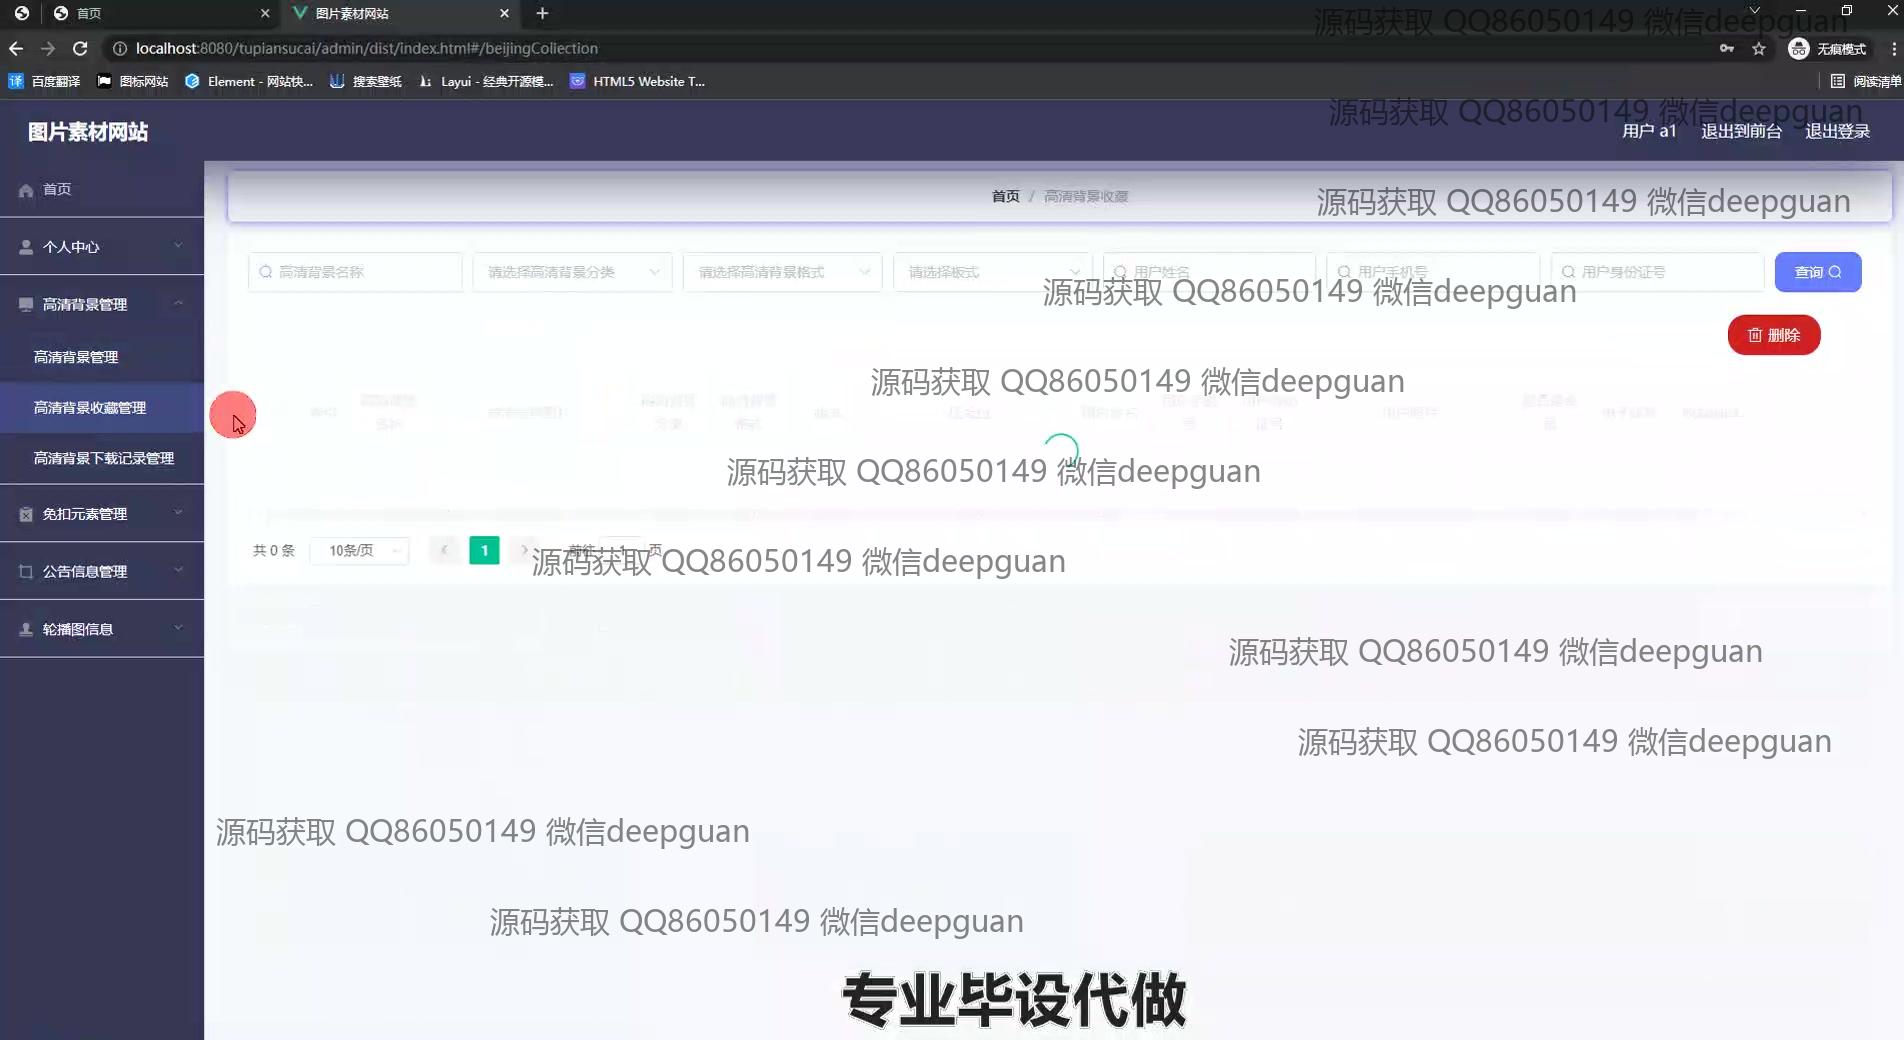 首页
图片素材网站
localhost:8080/tupiansucai/admin/dist/index.html#/beijingCollection
无痕模式
译 百度翻译 图标网站 Element - 网站快... 搜索壁纸 Layui - 经典开源模... HTML5 Website T... 阅读清单
源码获取 QQ86050149 微信deepguan
源码获取 QQ86050149 微信deepguan
图片素材网站
用户 a1 退出到前台 退出登录
首页
个人中心
高清背景管理
高清背景管理
高清背景收藏管理
高清背景下载记录管理
免扣元素管理
公告信息管理
轮播图信息
首页 / 高清背景收藏
源码获取 QQ86050149 微信deepguan
高清背景名称 请选择高清背景分类 请选择高清背景格式 请选择板式 用户姓名 用户手机号 用户身份证号 查询
源码获取 QQ86050149 微信deepguan
删除
源码获取 QQ86050149 微信deepguan
源码获取 QQ86050149 微信deepguan
共 0 条 10条/页 1 前往 1 页
源码获取 QQ86050149 微信deepguan
源码获取 QQ86050149 微信deepguan
源码获取 QQ86050149 微信deepguan
源码获取 QQ86050149 微信deepguan
源码获取 QQ86050149 微信deepguan
专业毕设代做